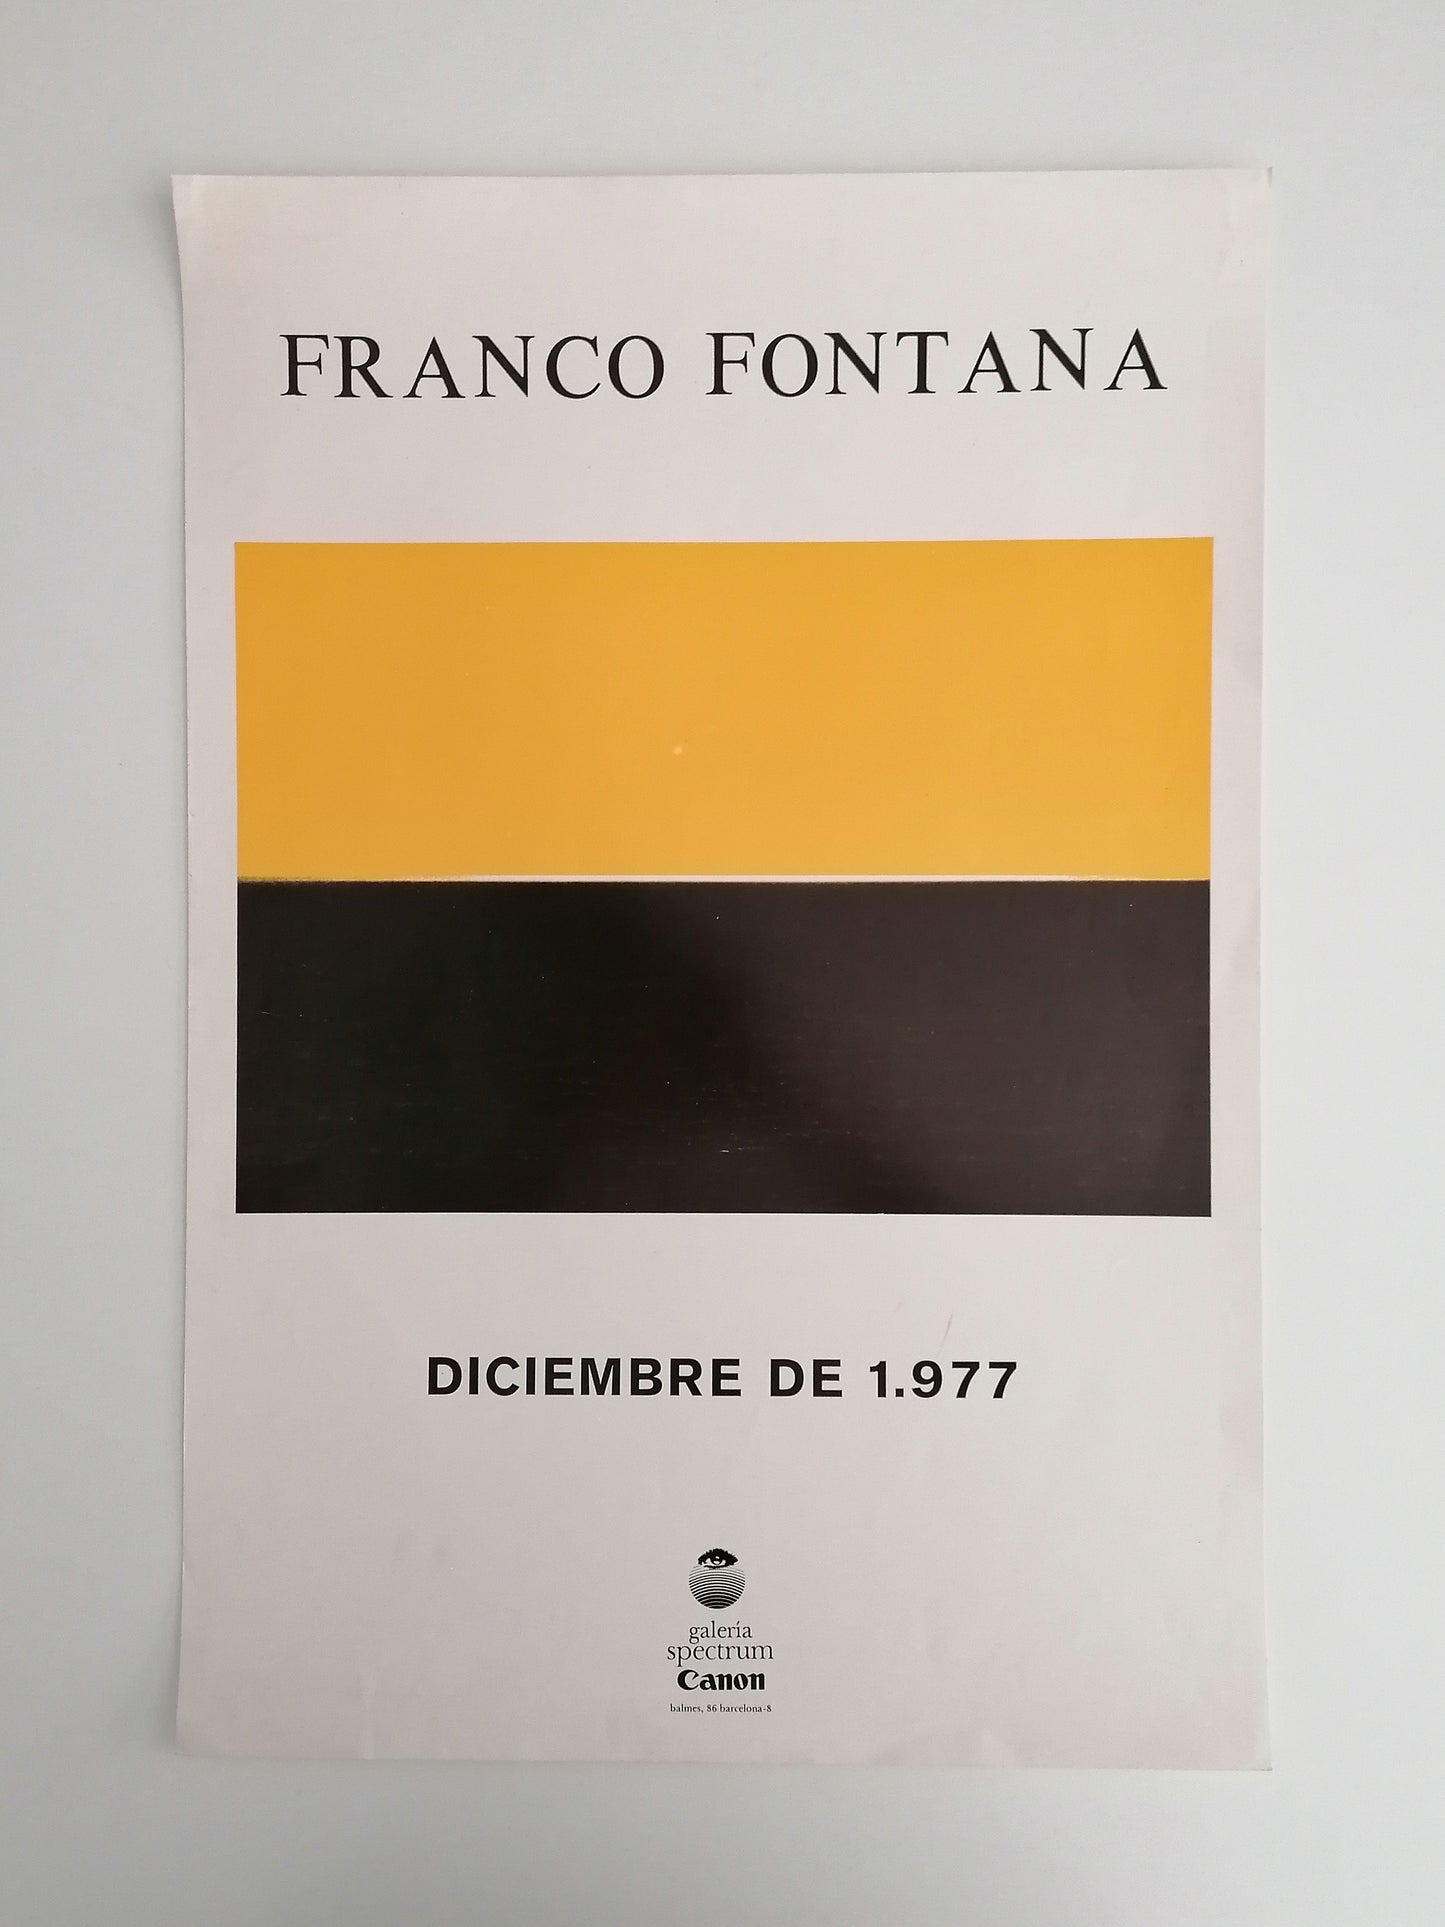 FRANCO FONTANA
DICIEMBRE DE 1.977
galería
spectrum
Canon
balmes, 86 barcelona-8